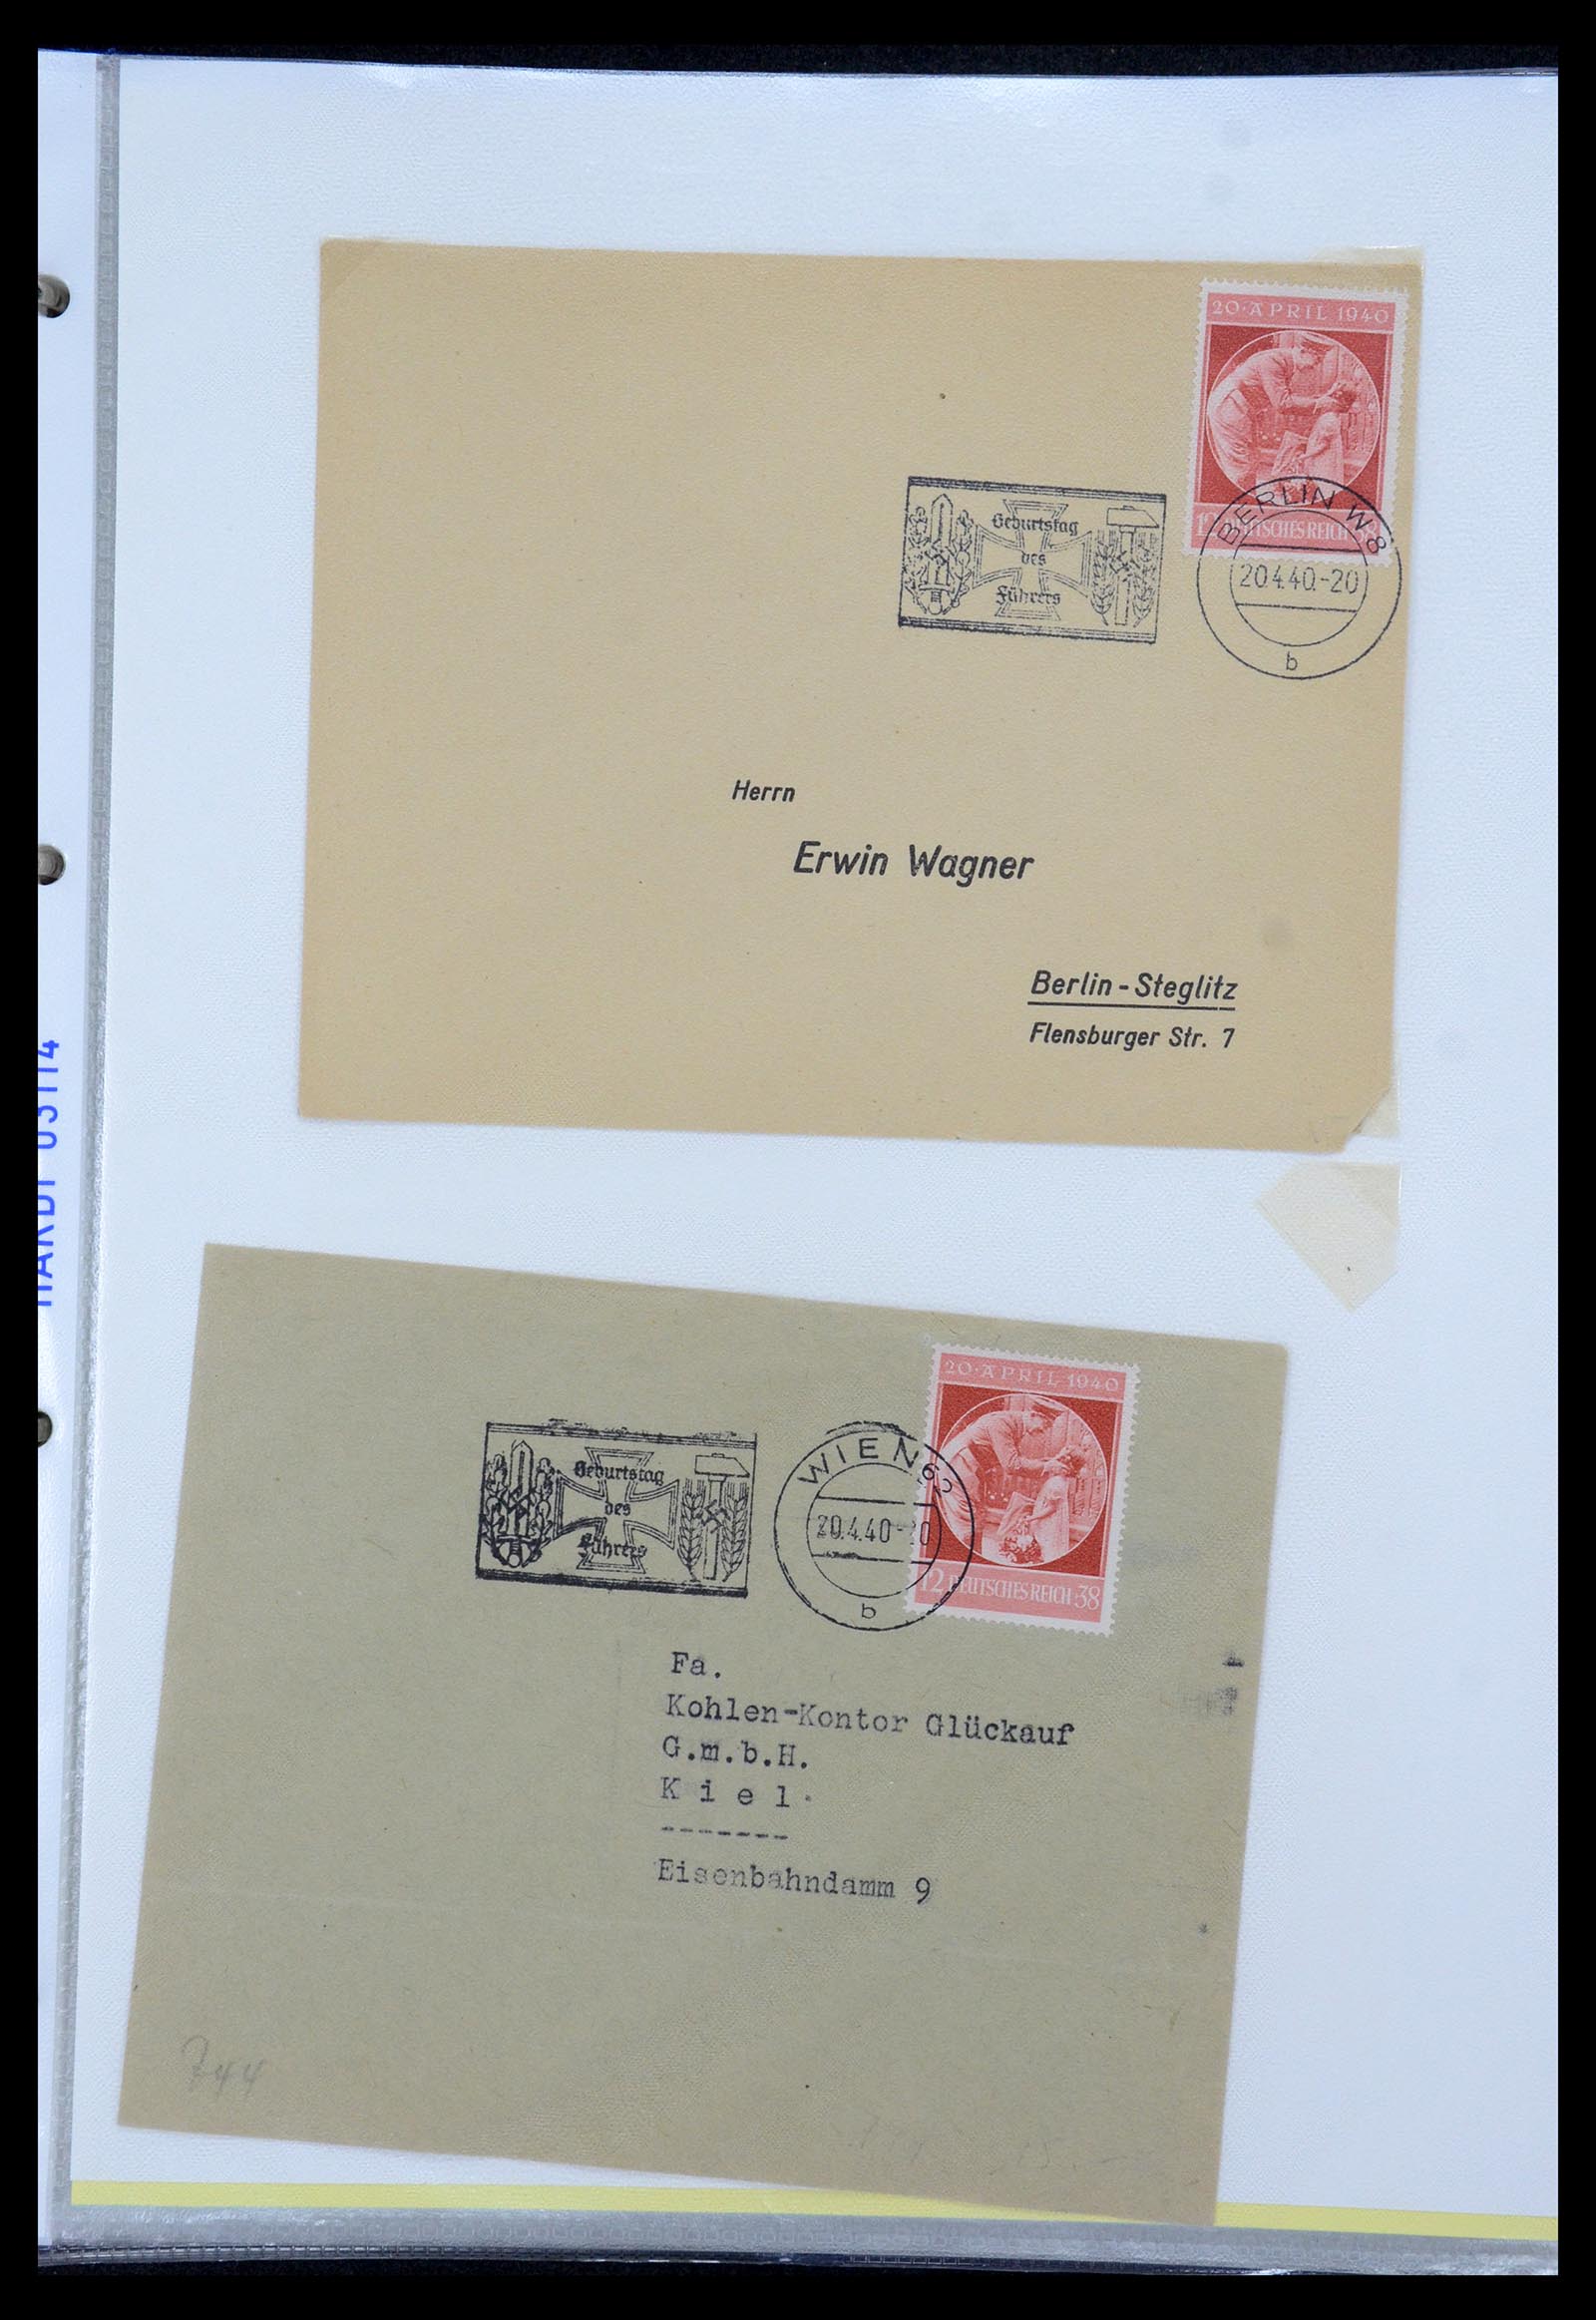 20·APRIL 1940
DEUTSCHES REICH
Geburtstag
des
Führers
BERLIN W 8
20.4.40.-20
b
Herrn
Erwin Wagner
Berlin-Steglitz
Flensburger Str. 7
20·APRIL 1940
12 DEUTSCHES REICH 38
Geburtstag
des
Führers
WIEN
20.4.40
b
Fa.
Kohlen-Kontor Glückauf
G.m.b.H.
K i e l.
-------
Eisenbahndamm 9
744